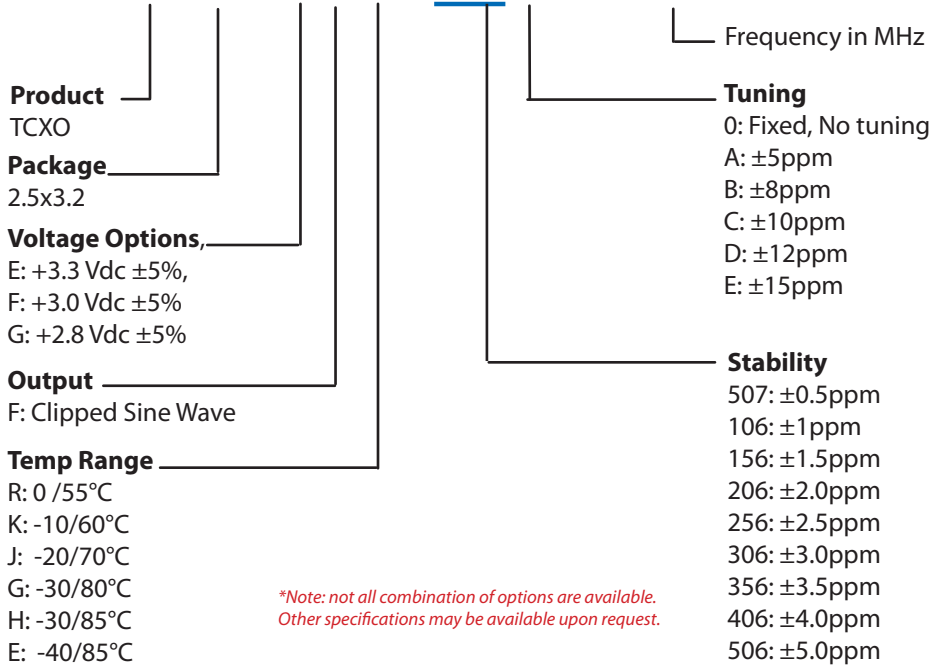 Frequency in MHz
Product
TCXO
Package
2.5x3.2
Voltage Options,
E: +3.3 Vdc ±5%,
F: +3.0 Vdc ±5%
G: +2.8 Vdc ±5%
Output
F: Clipped Sine Wave
Temp Range
R: 0 /55°C
K: -10/60°C
J: -20/70°C
G: -30/80°C
H: -30/85°C
E: -40/85°C
Tuning
0: Fixed, No tuning
A: ±5ppm
B: ±8ppm
C: ±10ppm
D: ±12ppm
E: ±15ppm
Stability
507: ±0.5ppm
106: ±1ppm
156: ±1.5ppm
206: ±2.0ppm
256: ±2.5ppm
306: ±3.0ppm
356: ±3.5ppm
406: ±4.0ppm
506: ±5.0ppm
*Note: not all combination of options are available.
Other specifications may be available upon request.